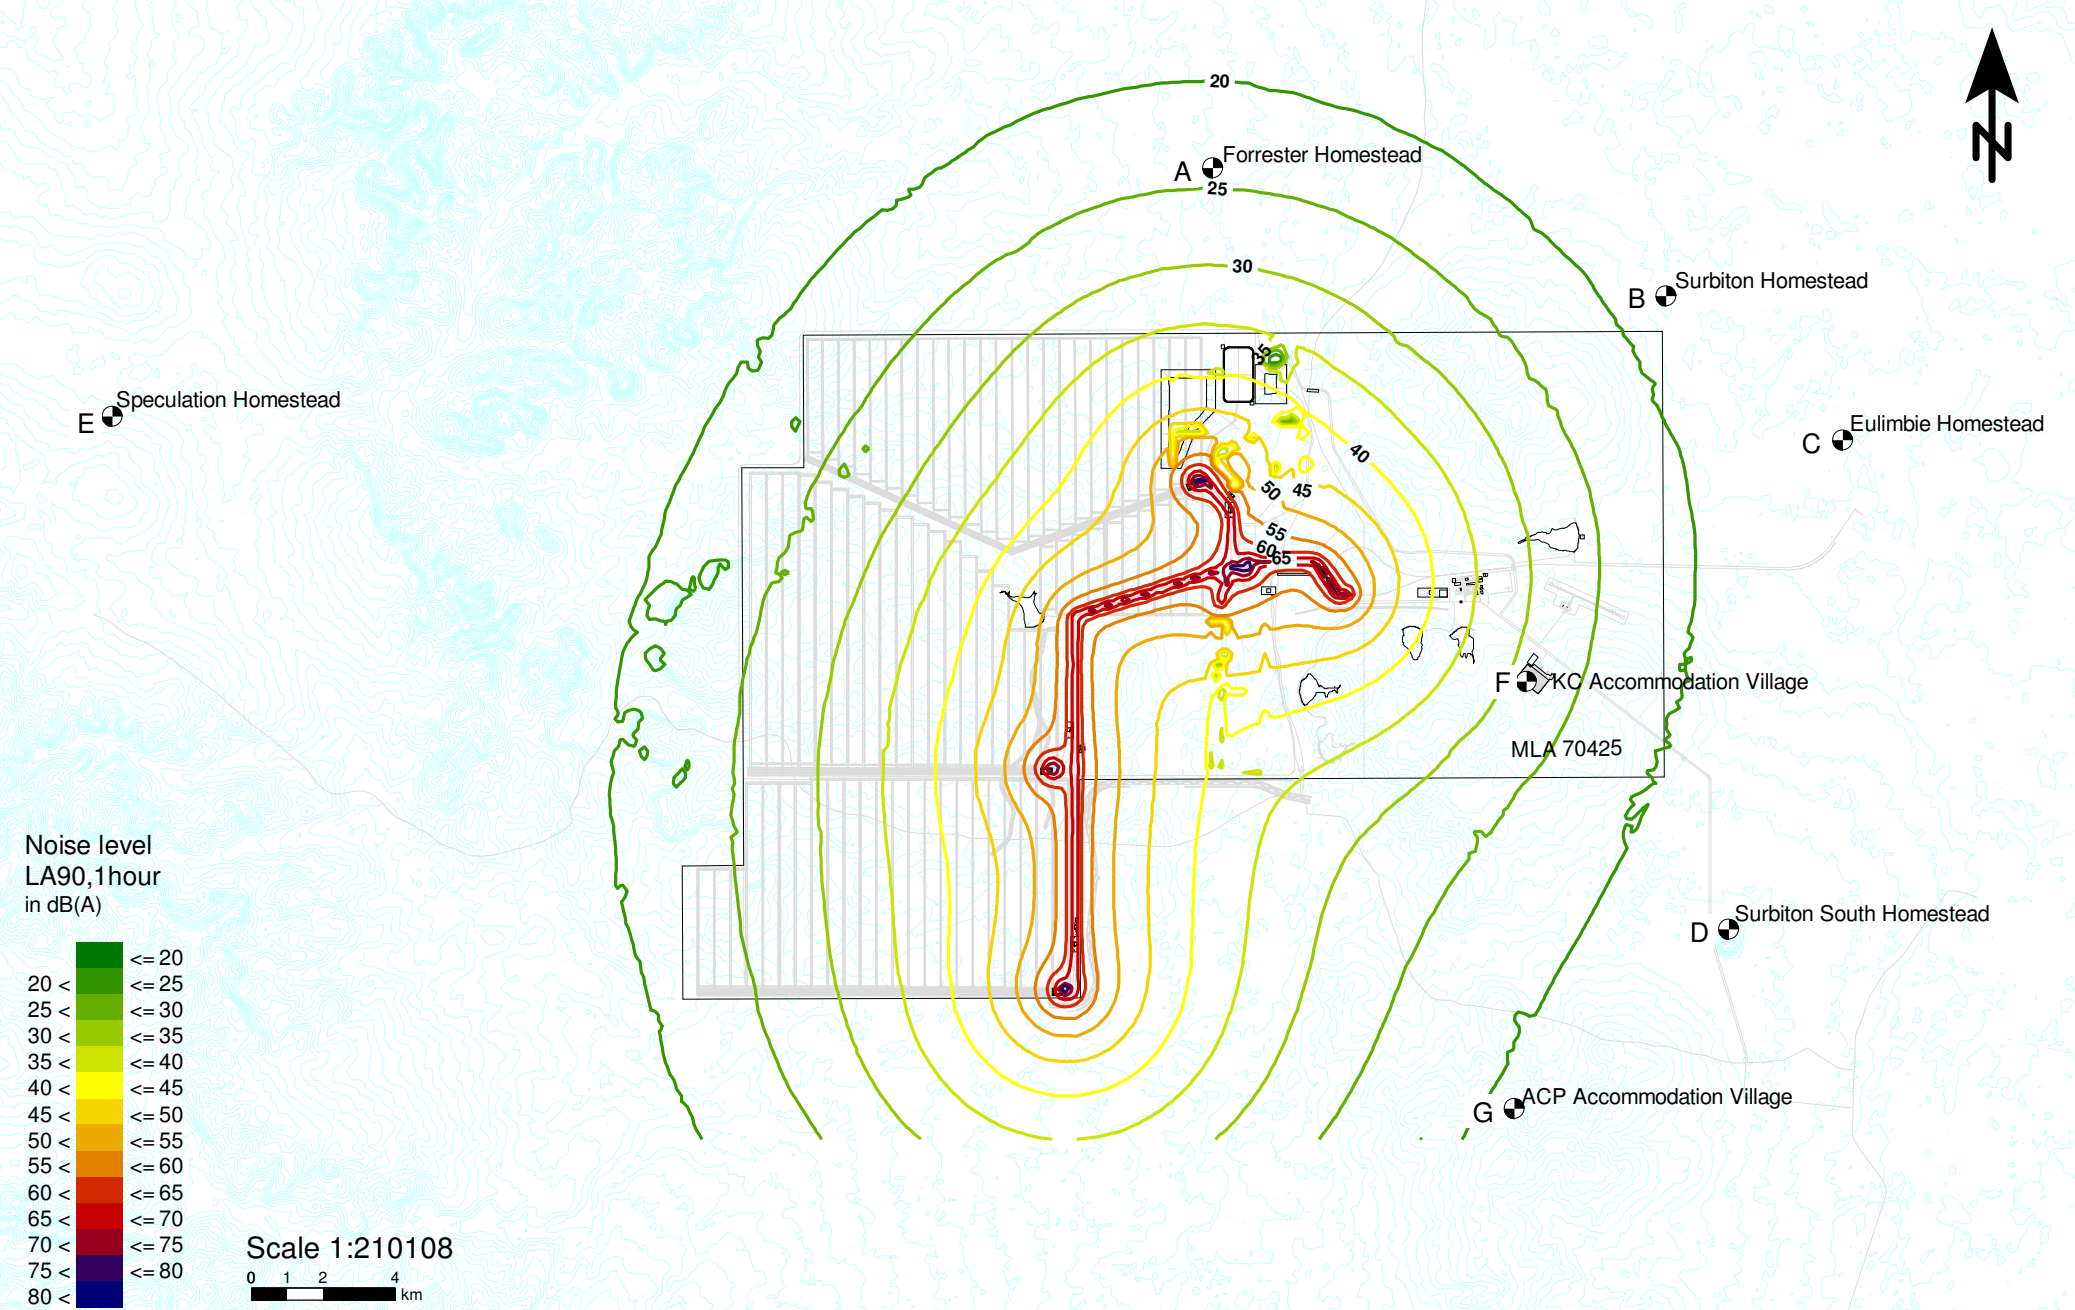 20
N
Forrester Homestead
A
25
30
Surbiton Homestead
B
35
Speculation Homestead
E
Eulimbie Homestead
C
40
50
45
55
60
65
F
KC Accommodation Village
MLA 70425
Surbiton South Homestead
D
ACP Accommodation Village
G
Noise level
LA90,1hour
in dB(A)
<= 20
20 < <= 25
25 < <= 30
30 < <= 35
35 < <= 40
40 < <= 45
45 < <= 50
50 < <= 55
55 < <= 60
60 < <= 65
65 < <= 70
70 < <= 75
75 < <= 80
80 <
Scale 1:210108
0 1 2 4
km